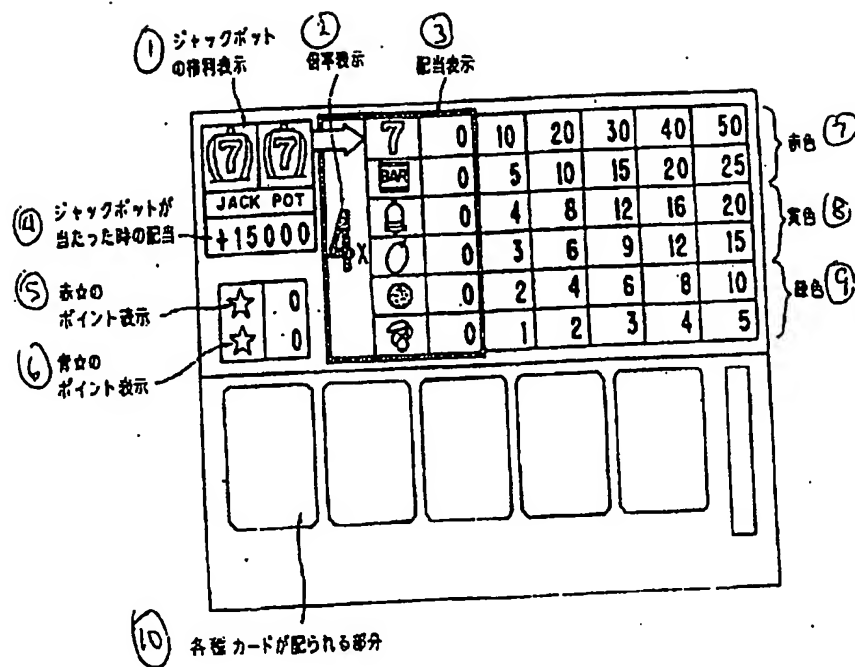 ① ジャックポット
の権利表示
② 倍率表示
③ 配当表示
7 7
JACK POT
+15000
④ ジャックポットが
当たった時の配当
⑤ 赤☆の
ポイント表示
☆ 0
⑥ 青☆の
ポイント表示
☆ 0
X
7 0 10 20 30 40 50
BAR 0 5 10 15 20 25
0 4 8 12 16 20
0 3 6 9 12 15
0 2 4 6 8 10
0 1 2 3 4 5
赤色 ⑦
黄色 ⑧
緑色 ⑨
⑩ 各種カードが配られる部分